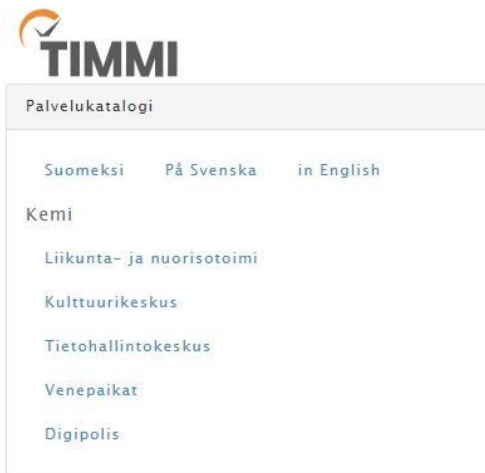 TIMMI
Palvelukatalogi
Suomeksi På Svenska in English
Kemi
Liikunta- ja nuorisotoimi
Kulttuurikeskus
Tietohallintokeskus
Venepaikat
Digipolis